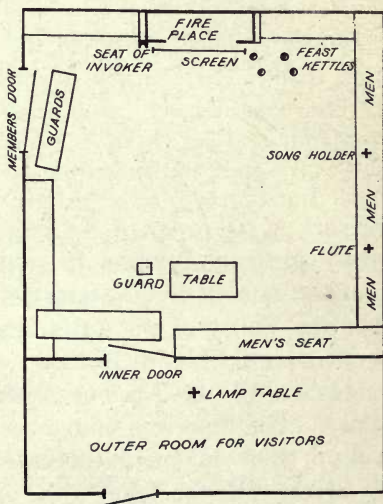 FIRE
PLACE
SEAT OF
INVOKER
SCREEN
FEAST
KETTLES
MEMBERS DOOR
GUARDS
MEN
SONG HOLDER
MEN
FLUTE
MEN
GUARD
TABLE
MEN'S SEAT
INNER DOOR
LAMP TABLE
OUTER ROOM FOR VISITORS